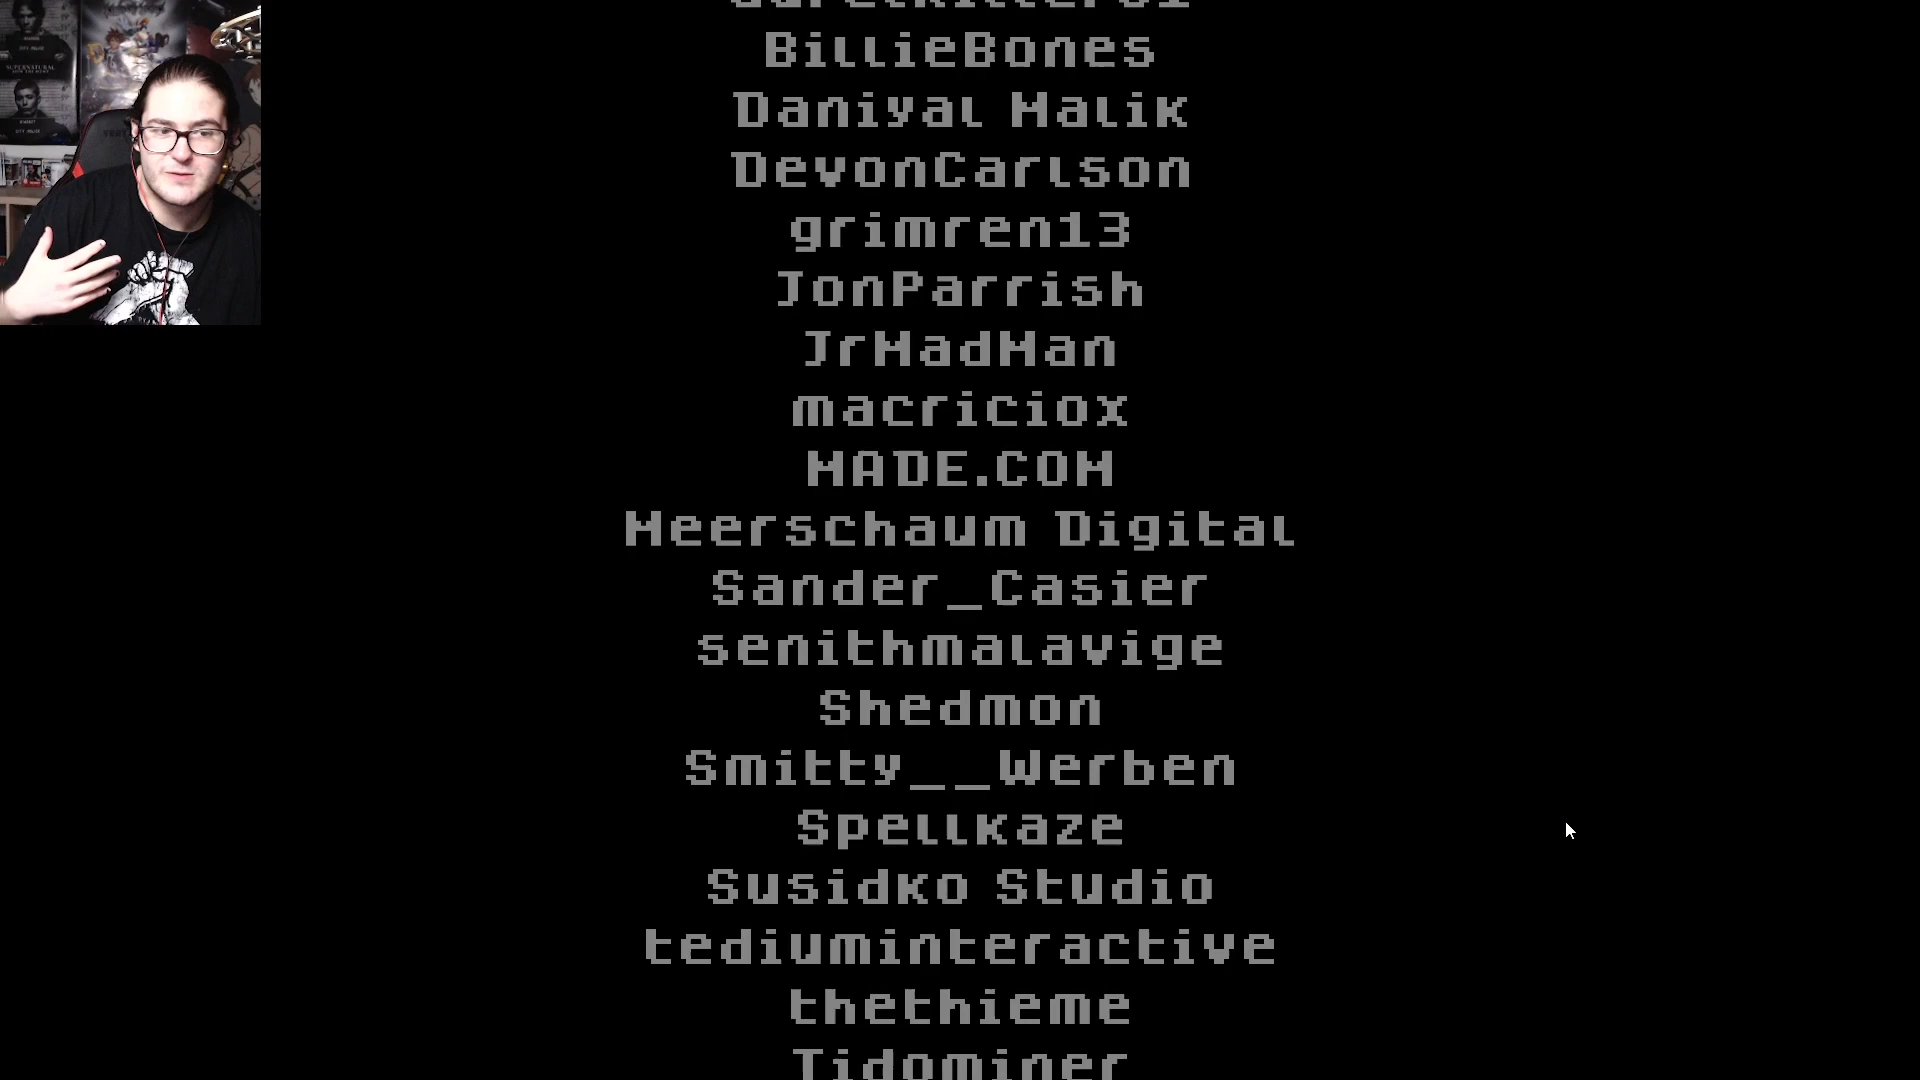 BillieBones
Daniyal Malik
DevonCarlson
grimren13
JonParrish
JrMadMan
macriciox
MADE.COM
Meerschaum Digital
Sander_Casier
senithmalavige
Shedmon
Smitty__Werben
Spellkaze
Susidko Studio
tediuminteractive
thethieme
Tidominer
SUPERNATURAL